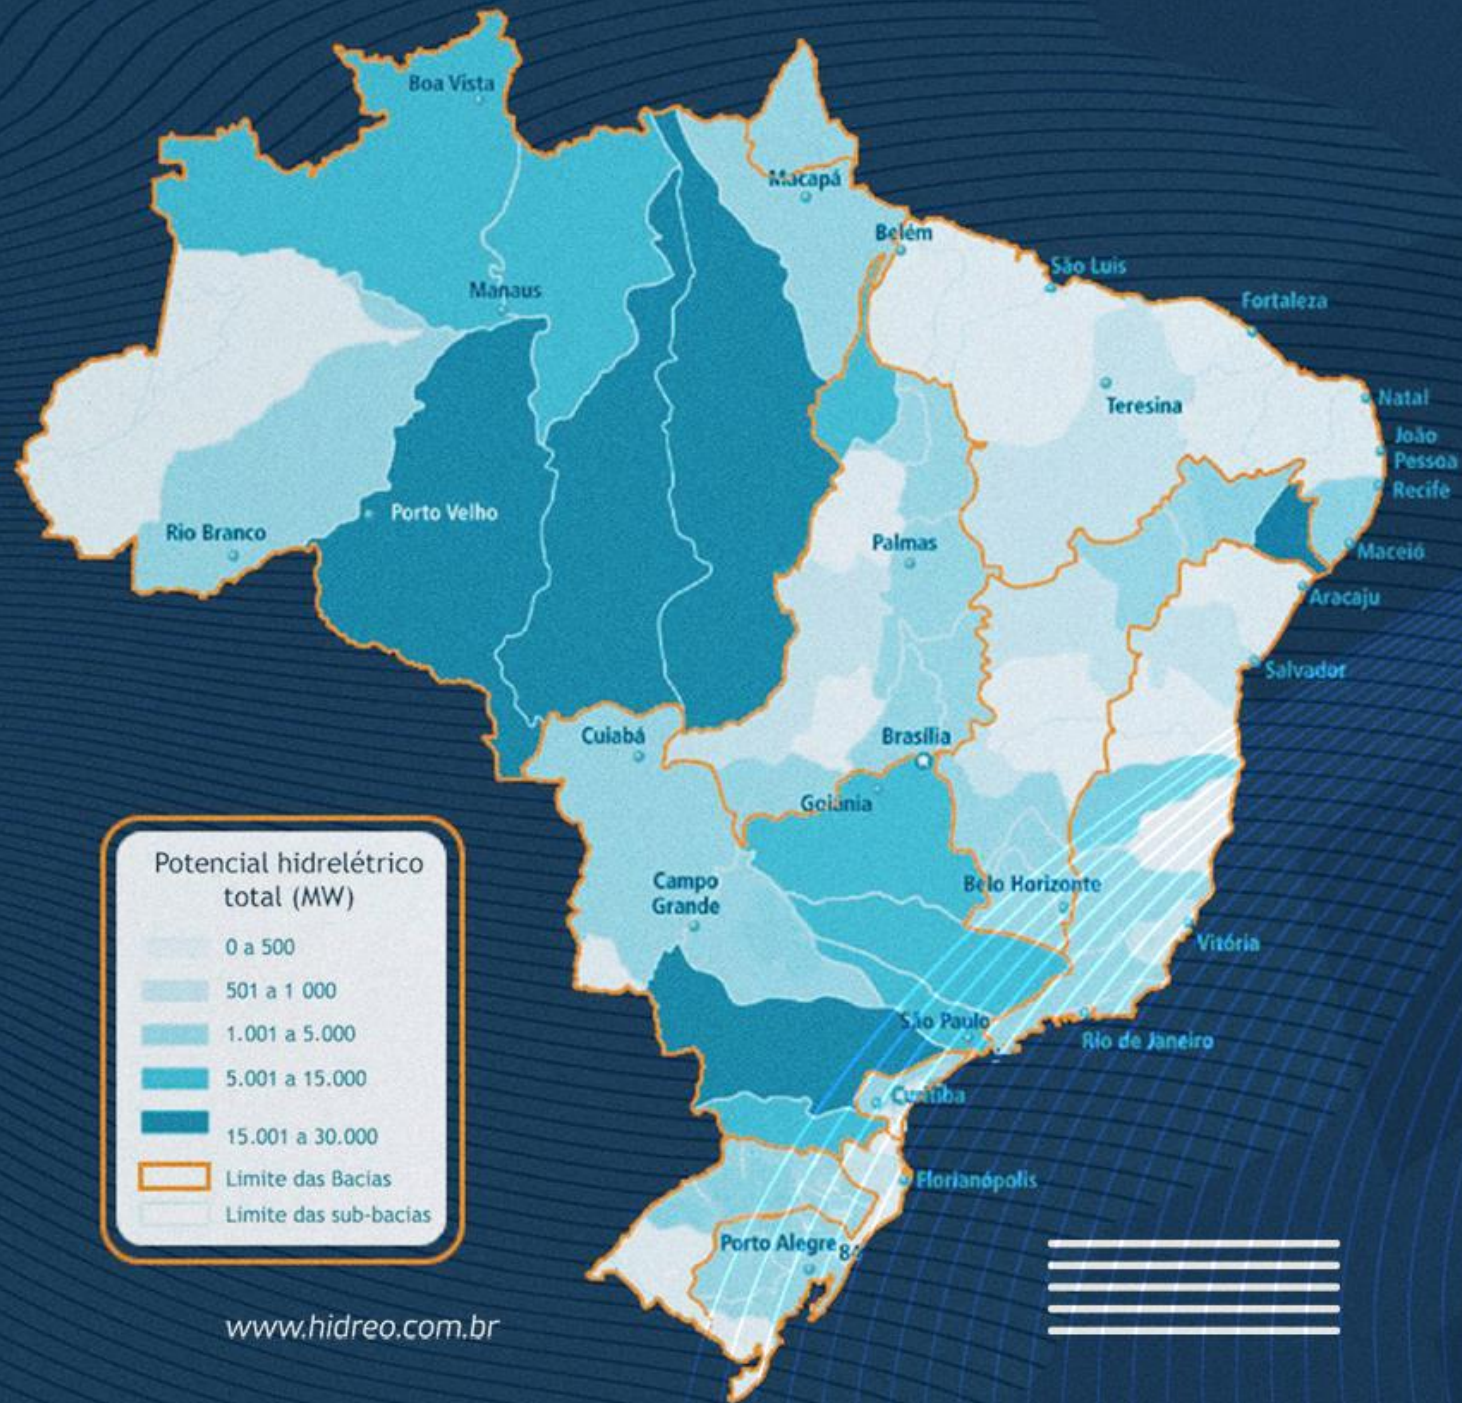 Boa Vista
Macapá
Belém
São Luis
Fortaleza
Manaus
Teresina
Natal
João
Pessoa
Recife
Porto Velho
Rio Branco
Palmas
Maceió
Aracaju
Salvador
Cuiabá
Brasília
Goiânia
Campo
Grande
Belo Horizonte
Vitória
São Paulo
Rio de Janeiro
Curitiba
Florianópolis
Porto Alegre
84
Potencial hidrelétrico
total (MW)
0 a 500
501 a 1 000
1.001 a 5.000
5.001 a 15.000
15.001 a 30.000
Limite das Bacias
Limite das sub-bacias
www.hidreo.com.br